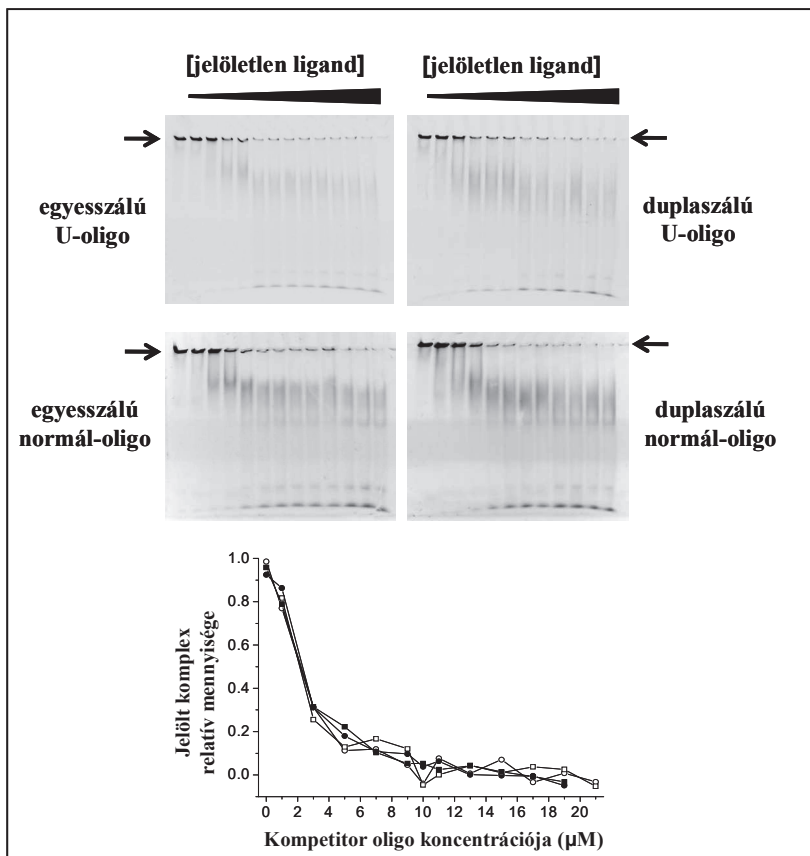 [jelöletlen ligand]
[jelöletlen ligand]
egyesszálú
U-oligo
duplaszálú
U-oligo
egyesszálú
normál-oligo
duplaszálú
normál-oligo
Jelölt komplex
relatív mennyisége
1.0
0.8
0.6
0.4
0.2
0.0
0 2 4 6 8 10 12 14 16 18 20
Kompetitor oligo koncentrációja (µM)